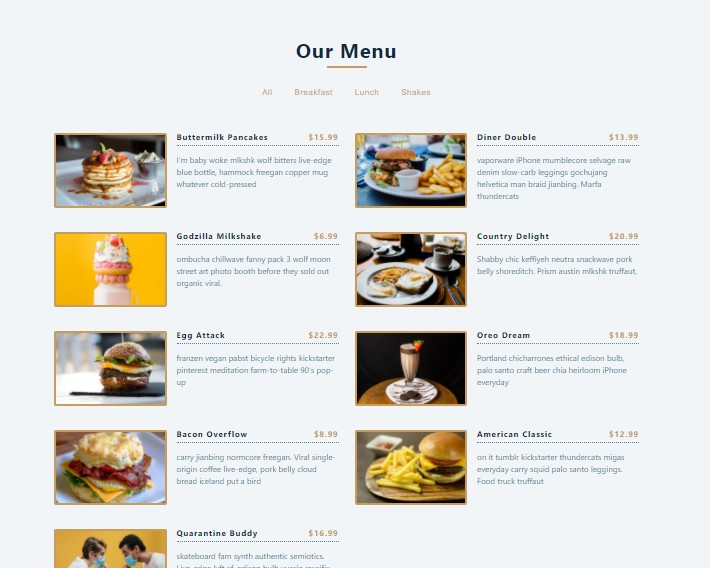 Our Menu
All Breakfast Lunch Shakes
Buttermilk Pancakes $15.99
I'm baby woke mlkshk wolf bitters live-edge
blue bottle, hammock freegan copper mug
whatever cold-pressed
Diner Double $13.99
vaporware iPhone mumblecore selvage raw
denim slow-carb leggings gochujang
helvetica man braid jianbing. Marfa
thundercats
Godzilla Milkshake $6.99
ombucha chillwave fanny pack 3 wolf moon
street art photo booth before they sold out
organic viral.
Country Delight $20.99
Shabby chic keffiyeh neutra snackwave pork
belly shoreditch. Prism austin mlkshk truffaut,
Egg Attack $22.99
franzen vegan pabst bicycle rights kickstarter
pinterest meditation farm-to-table 90's pop-
up
Oreo Dream $18.99
Portland chicharrones ethical edison bulb,
palo santo craft beer chia heirloom iPhone
everyday
Bacon Overflow $8.99
carry jianbing normcore freegan. Viral single-
origin coffee live-edge, pork belly cloud
bread iceland put a bird
American Classic $12.99
on it tumblr kickstarter thundercats migas
everyday carry squid palo santo leggings.
Food truck truffaut
Quarantine Buddy $16.99
skateboard fam synth authentic semiotics.